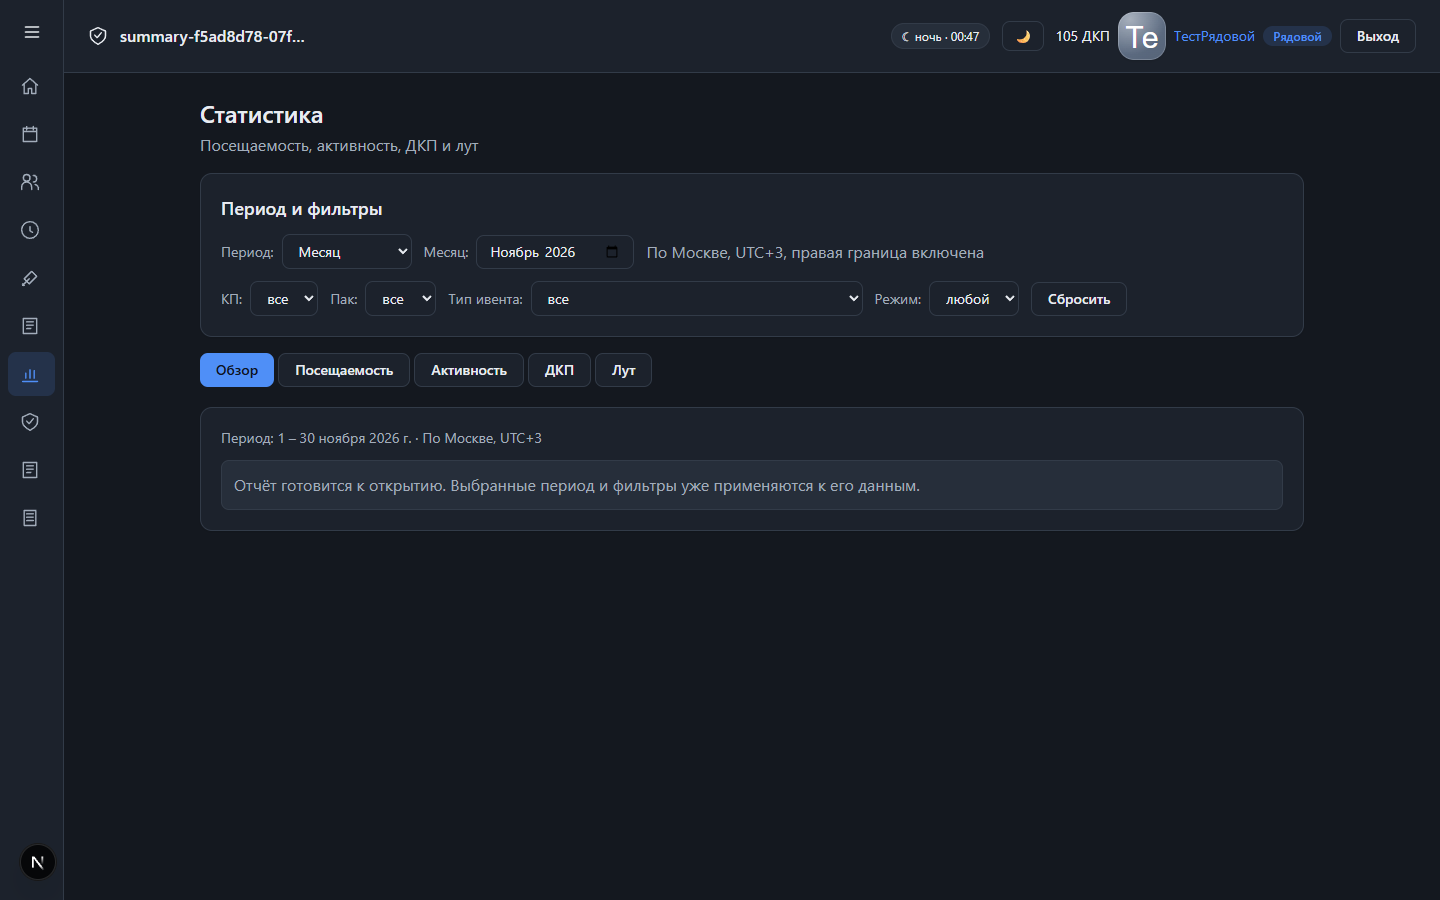 summary-f5ad8d78-07f...
ночь · 00:47
105 ДКП
Te
ТестРядовой
Рядовой
Выход
Статистика
Посещаемость, активность, ДКП и лут
Период и фильтры
Период: Месяц Месяц: Ноябрь 2026 По Москве, UTC+3, правая граница включена
КП: все Пак: все Тип ивента: все Режим: любой Сбросить
Обзор Посещаемость Активность ДКП Лут
Период: 1 – 30 ноября 2026 г. · По Москве, UTC+3
Отчёт готовится к открытию. Выбранные период и фильтры уже применяются к его данным.
N